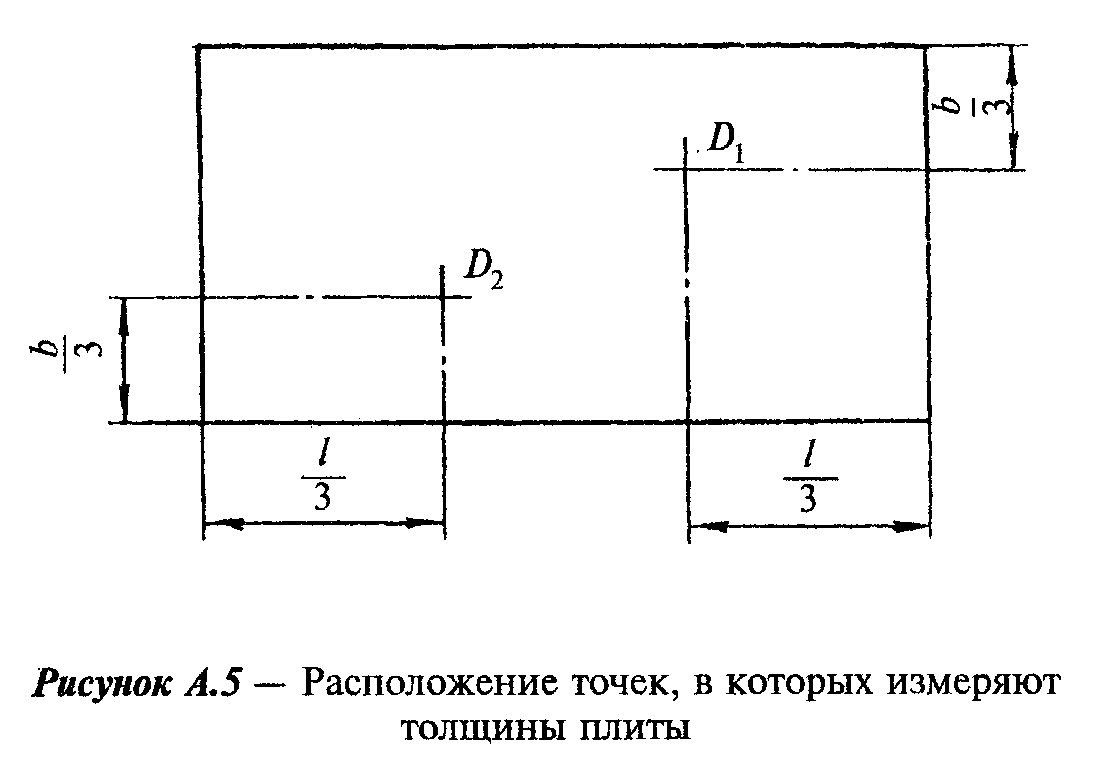 b/3
D₁
D₂
b/3
l/3
l/3
Рисунок А.5 — Расположение точек, в которых измеряют
толщины плиты